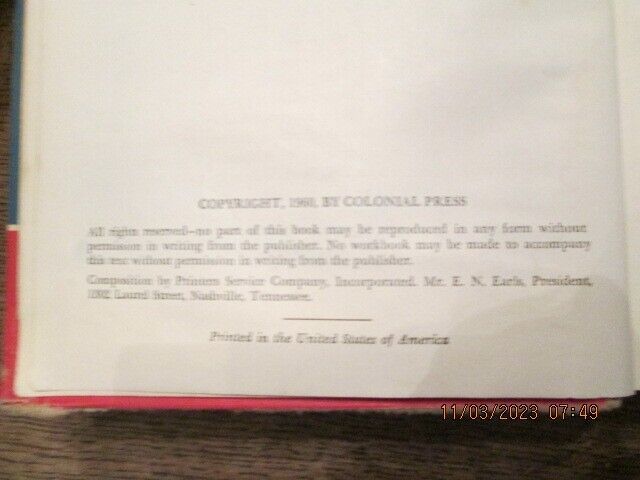 COPYRIGHT, 1960, BY COLONIAL PRESS
All rights reserved—no part of this book may be reproduced in any form without
permission in writing from the publisher. No workbook may be made to accompany
this text without permission in writing from the publisher.
Composition by Printers Service Company, Incorporated. Mr. E. N. Earls, President,
Laurel Street, Nashville, Tennessee.
Printed in the United States of America
11/03/2023 07:49